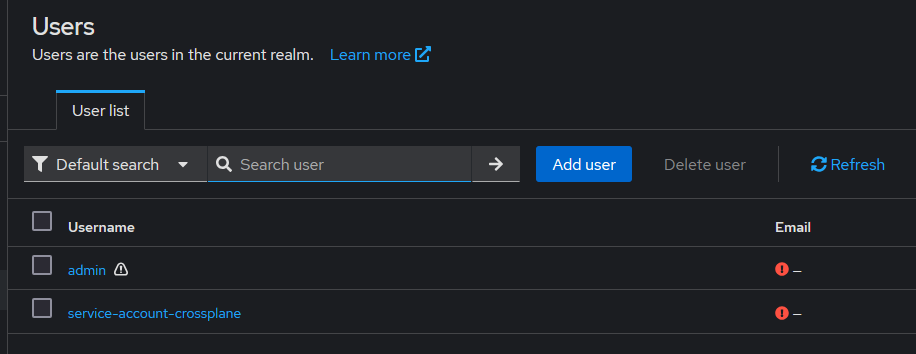 Users
Users are the users in the current realm. Learn more
User list
Default search Search user Add user Delete user Refresh
Username Email
admin –
service-account-crossplane –